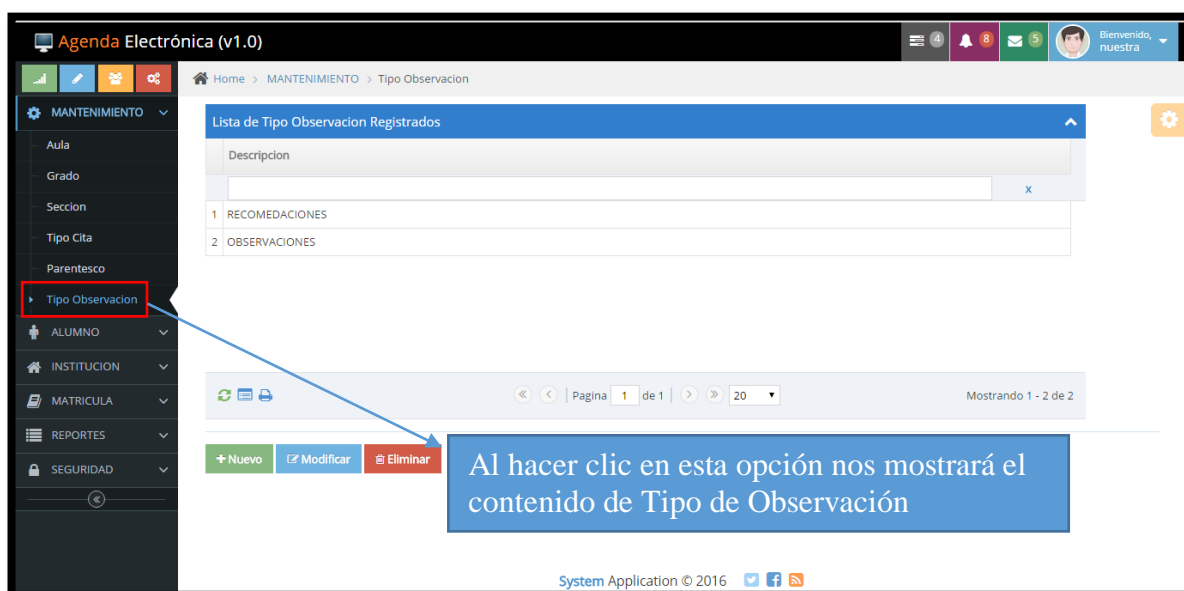 Agenda Electrónica (v1.0)
4
8
5
Bienvenido,
nuestra
Home > MANTENIMIENTO > Tipo Observacion
MANTENIMIENTO
Aula
Grado
Seccion
Tipo Cita
Parentesco
Tipo Observacion
ALUMNO
INSTITUCION
MATRICULA
REPORTES
SEGURIDAD
Lista de Tipo Observacion Registrados
Descripcion
x
1 RECOMEDACIONES
2 OBSERVACIONES
Pagina 1 de 1 20
Mostrando 1 - 2 de 2
+Nuevo Modificar Eliminar
Al hacer clic en esta opción nos mostrará el
contenido de Tipo de Observación
System Application © 2016